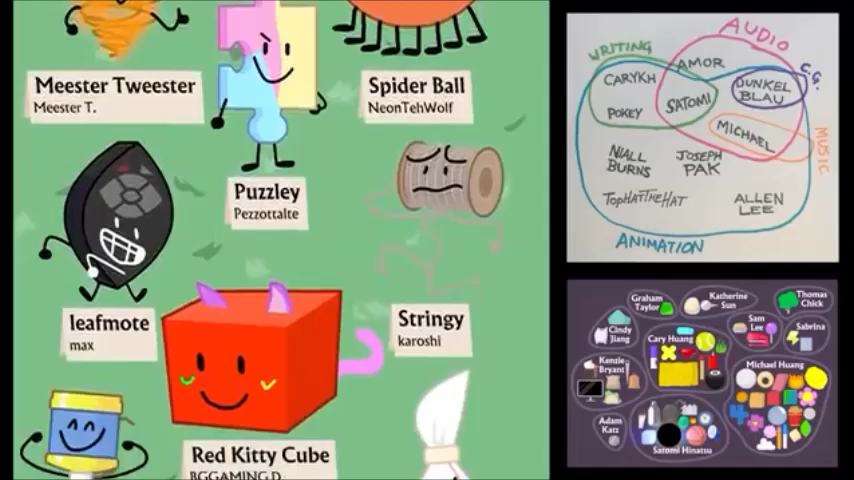 Meester Tweester
Meester T.
Puzzley
Pezzottalte
Spider Ball
NeonTehWolf
leafmote
max
Red Kitty Cube
BGGAMING D.
Stringy
karoshi
AUDIO
WRITING
AMOR
C.G.
CARYKH
DUNKEL
BLAU
SATOMI
POKEY
MICHAEL
MUSIC
NIALL
BURNS
JOSEPH
PAK
TOPHATTHEHAT
ALLEN
LEE
ANIMATION
Graham
Taylor
Katherine
Sun
Thomas
Chick
Cindy
Jiang
Cary Huang
Sam
Lee
Sabrina
Kenzie
Bryant
Michael Huang
Adam
Katz
Satomi Hinatsu